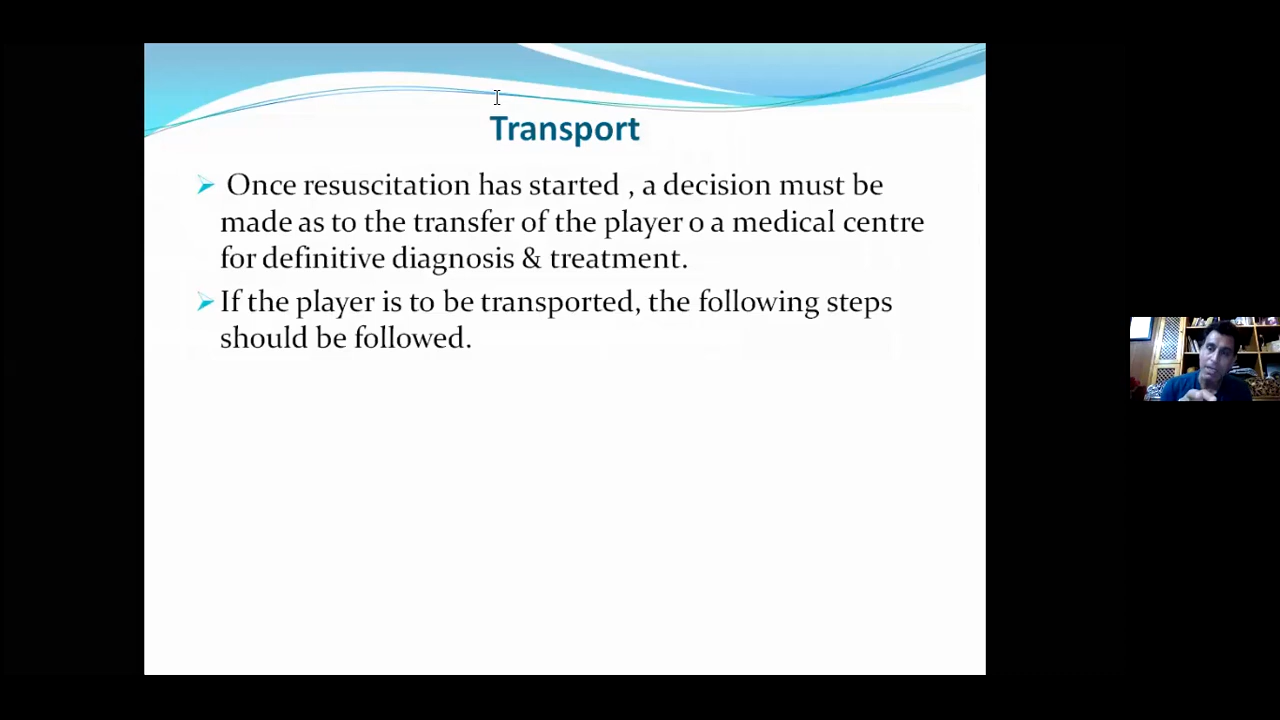 Transport
Once resuscitation has started , a decision must be
made as to the transfer of the player o a medical centre
for definitive diagnosis & treatment.
If the player is to be transported, the following steps
should be followed.